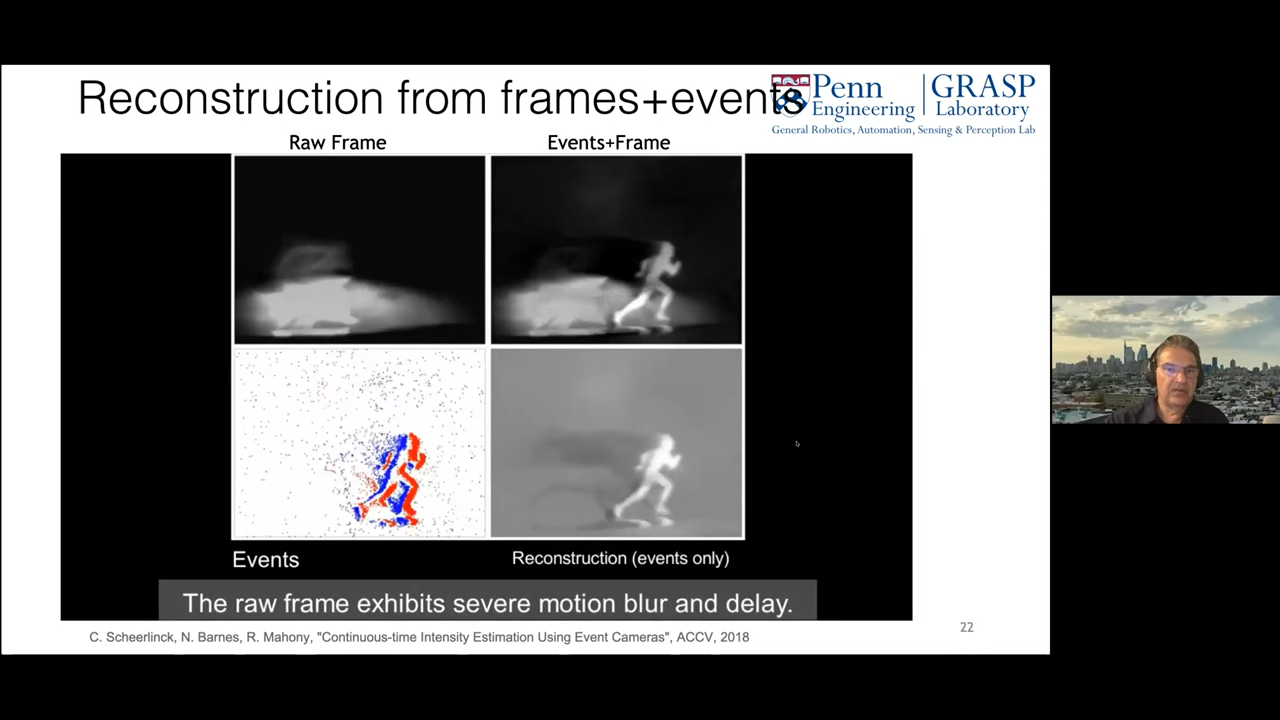 Reconstruction from frames+events
Penn
Engineering
GRASP
Laboratory
General Robotics, Automation, Sensing & Perception Lab
Raw Frame
Events+Frame
Events
Reconstruction (events only)
The raw frame exhibits severe motion blur and delay.
C. Scheerlinck, N. Barnes, R. Mahony, "Continuous-time Intensity Estimation Using Event Cameras", ACCV, 2018
22